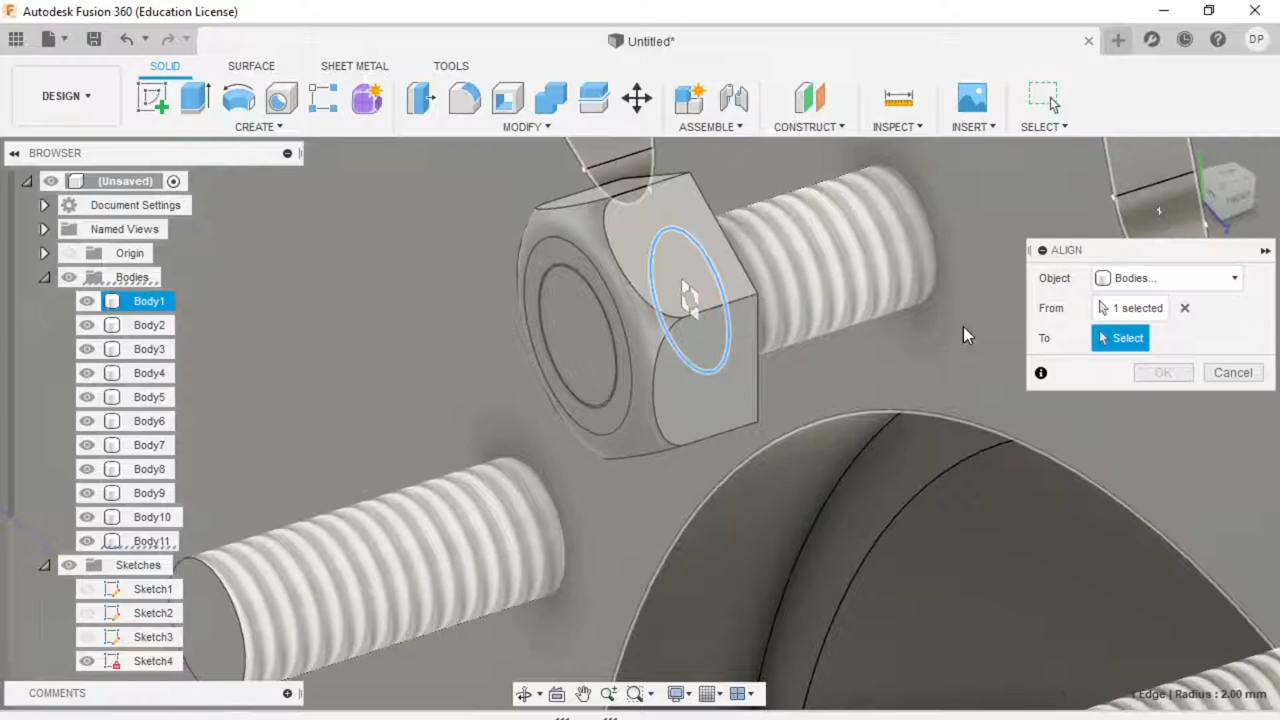 Autodesk Fusion 360 (Education License)
Untitled*
DP
DESIGN
SOLID
SURFACE
SHEET METAL
TOOLS
CREATE
MODIFY
ASSEMBLE
CONSTRUCT
INSPECT
INSERT
SELECT
BROWSER
(Unsaved)
Document Settings
Named Views
Origin
Bodies
Body1
Body2
Body3
Body4
Body5
Body6
Body7
Body8
Body9
Body10
Body11
Sketches
Sketch1
Sketch2
Sketch3
Sketch4
ALIGN
Object
Bodies...
From
1 selected
To
Select
OK
Cancel
COMMENTS
1 Edge | Radius : 2.00 mm